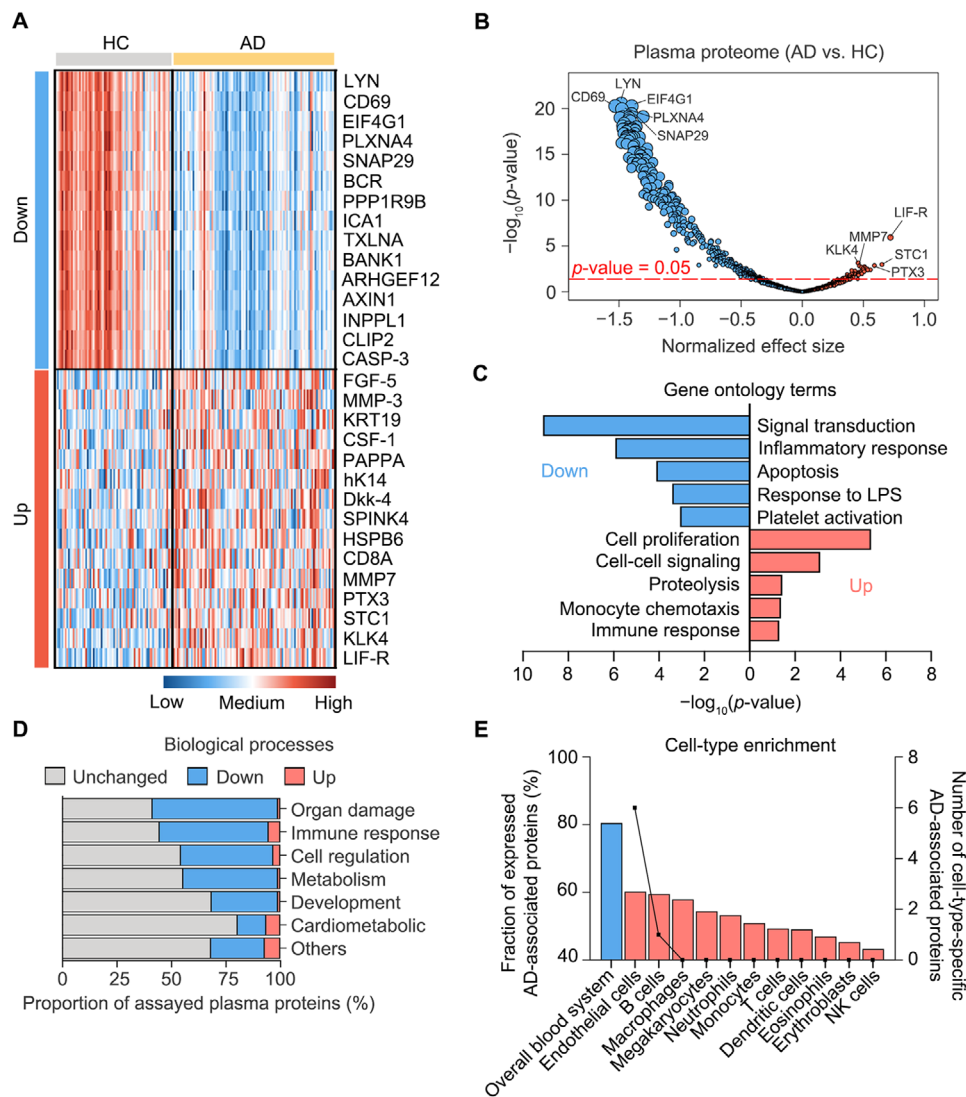 A
HC
AD
Down
LYN
CD69
EIF4G1
PLXNA4
SNAP29
BCR
PPP1R9B
ICA1
TXLNA
BANK1
ARHGEF12
AXIN1
INPPL1
CLIP2
CASP-3
Up
FGF-5
MMP-3
KRT19
CSF-1
PAPPA
hK14
Dkk-4
SPINK4
HSPB6
CD8A
MMP7
PTX3
STC1
KLK4
LIF-R
Low Medium High
B
Plasma proteome (AD vs. HC)
−log10(p-value)
20
15
10
5
0
LYN
CD69
EIF4G1
PLXNA4
SNAP29
LIF-R
MMP7
KLK4
STC1
PTX3
p-value = 0.05
−1.5 −1.0 −0.5 0.0 0.5 1.0
Normalized effect size
C
Gene ontology terms
Down
Signal transduction
Inflammatory response
Apoptosis
Response to LPS
Platelet activation
Cell proliferation
Cell-cell signaling
Proteolysis
Monocyte chemotaxis
Immune response
Up
10 8 6 4 2 0 2 4 6 8
−log10(p-value)
D
Biological processes
Unchanged Down Up
Organ damage
Immune response
Cell regulation
Metabolism
Development
Cardiometabolic
Others
0 25 50 75 100
Proportion of assayed plasma proteins (%)
E
Cell-type enrichment
Fraction of expressed
AD-associated proteins (%)
100
80
60
40
8
6
4
2
0
Number of cell-type-specific
AD-associated proteins
Overall blood system
Endothelial cells
B cells
Macrophages
Megakaryocytes
Neutrophils
Monocytes
T cells
Dendritic cells
Eosinophils
Erythroblasts
NK cells